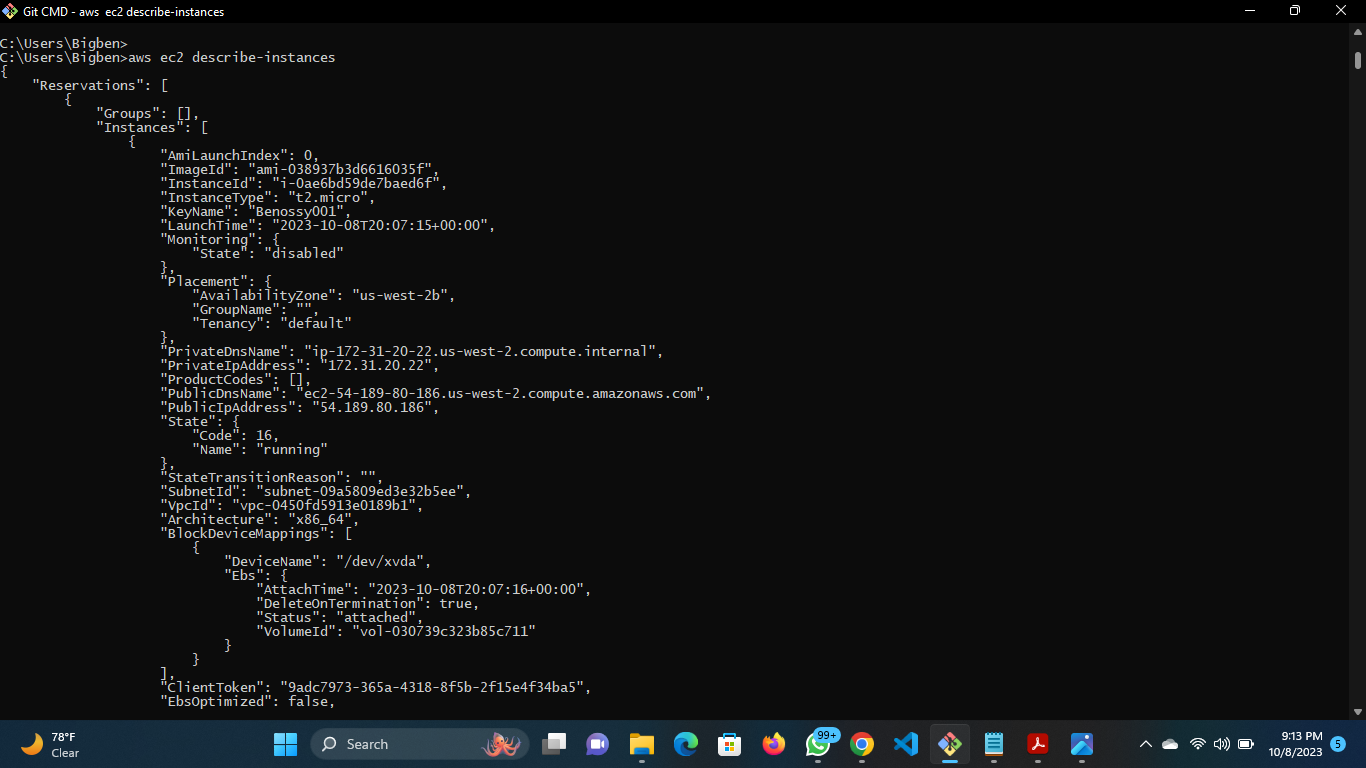 Git CMD - aws  ec2 describe-instances
C:\Users\Bigben>
C:\Users\Bigben>aws ec2 describe-instances
{
    "Reservations": [
        {
            "Groups": [],
            "Instances": [
                {
                    "AmiLaunchIndex": 0,
                    "ImageId": "ami-038937b3d6616035f",
                    "InstanceId": "i-0ae6bd59de7baed6f",
                    "InstanceType": "t2.micro",
                    "KeyName": "Benossy001",
                    "LaunchTime": "2023-10-08T20:07:15+00:00",
                    "Monitoring": {
                        "State": "disabled"
                    },
                    "Placement": {
                        "AvailabilityZone": "us-west-2b",
                        "GroupName": "",
                        "Tenancy": "default"
                    },
                    "PrivateDnsName": "ip-172-31-20-22.us-west-2.compute.internal",
                    "PrivateIpAddress": "172.31.20.22",
                    "ProductCodes": [],
                    "PublicDnsName": "ec2-54-189-80-186.us-west-2.compute.amazonaws.com",
                    "PublicIpAddress": "54.189.80.186",
                    "State": {
                        "Code": 16,
                        "Name": "running"
                    },
                    "StateTransitionReason": "",
                    "SubnetId": "subnet-09a5809ed3e32b5ee",
                    "VpcId": "vpc-0450fd5913e0189b1",
                    "Architecture": "x86_64",
                    "BlockDeviceMappings": [
                        {
                            "DeviceName": "/dev/xvda",
                            "Ebs": {
                                "AttachTime": "2023-10-08T20:07:16+00:00",
                                "DeleteOnTermination": true,
                                "Status": "attached",
                                "VolumeId": "vol-030739c323b85c711"
                            }
                        }
                    ],
                    "ClientToken": "9adc7973-365a-4318-8f5b-2f15e4f34ba5",
                    "EbsOptimized": false,
78°F
Clear
Search
99+
9:13 PM
10/8/2023
5